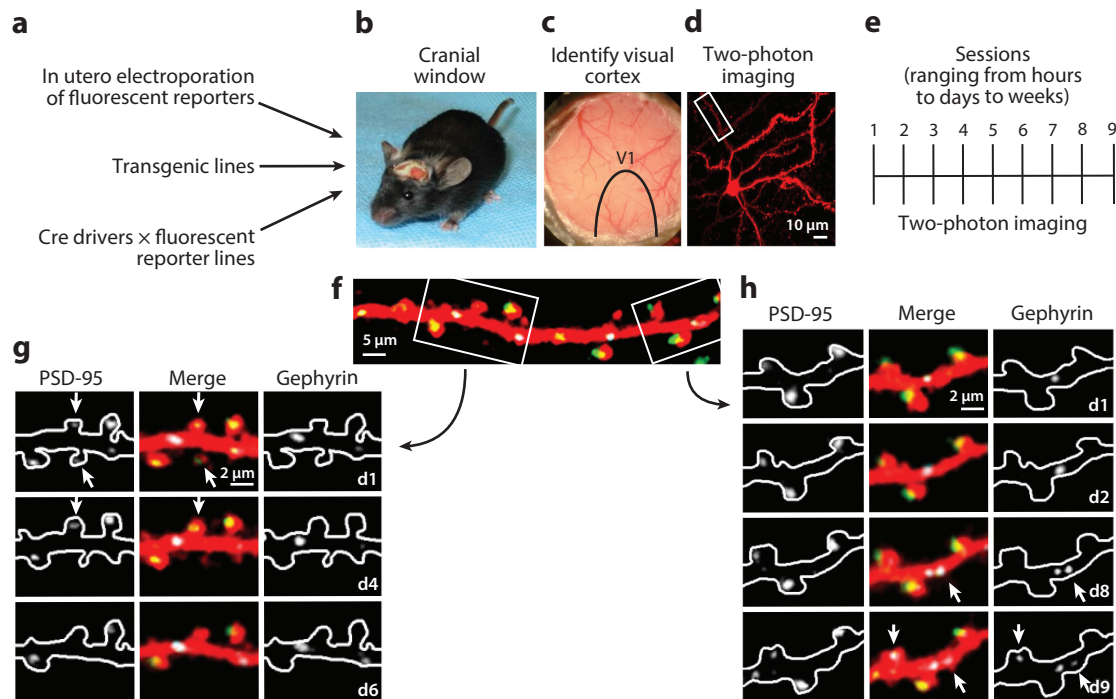 a
In utero electroporation
of fluorescent reporters
Transgenic lines
Cre drivers × fluorescent
reporter lines
b
Cranial
window
c
Identify visual
cortex
V1
d
Two-photon
imaging
10 µm
e
Sessions
(ranging from hours
to days to weeks)
1 2 3 4 5 6 7 8 9
Two-photon imaging
f
5 µm
g
PSD-95 Merge Gephyrin
2 µm
d1
d4
d6
h
PSD-95 Merge Gephyrin
2 µm
d1
d2
d8
d9